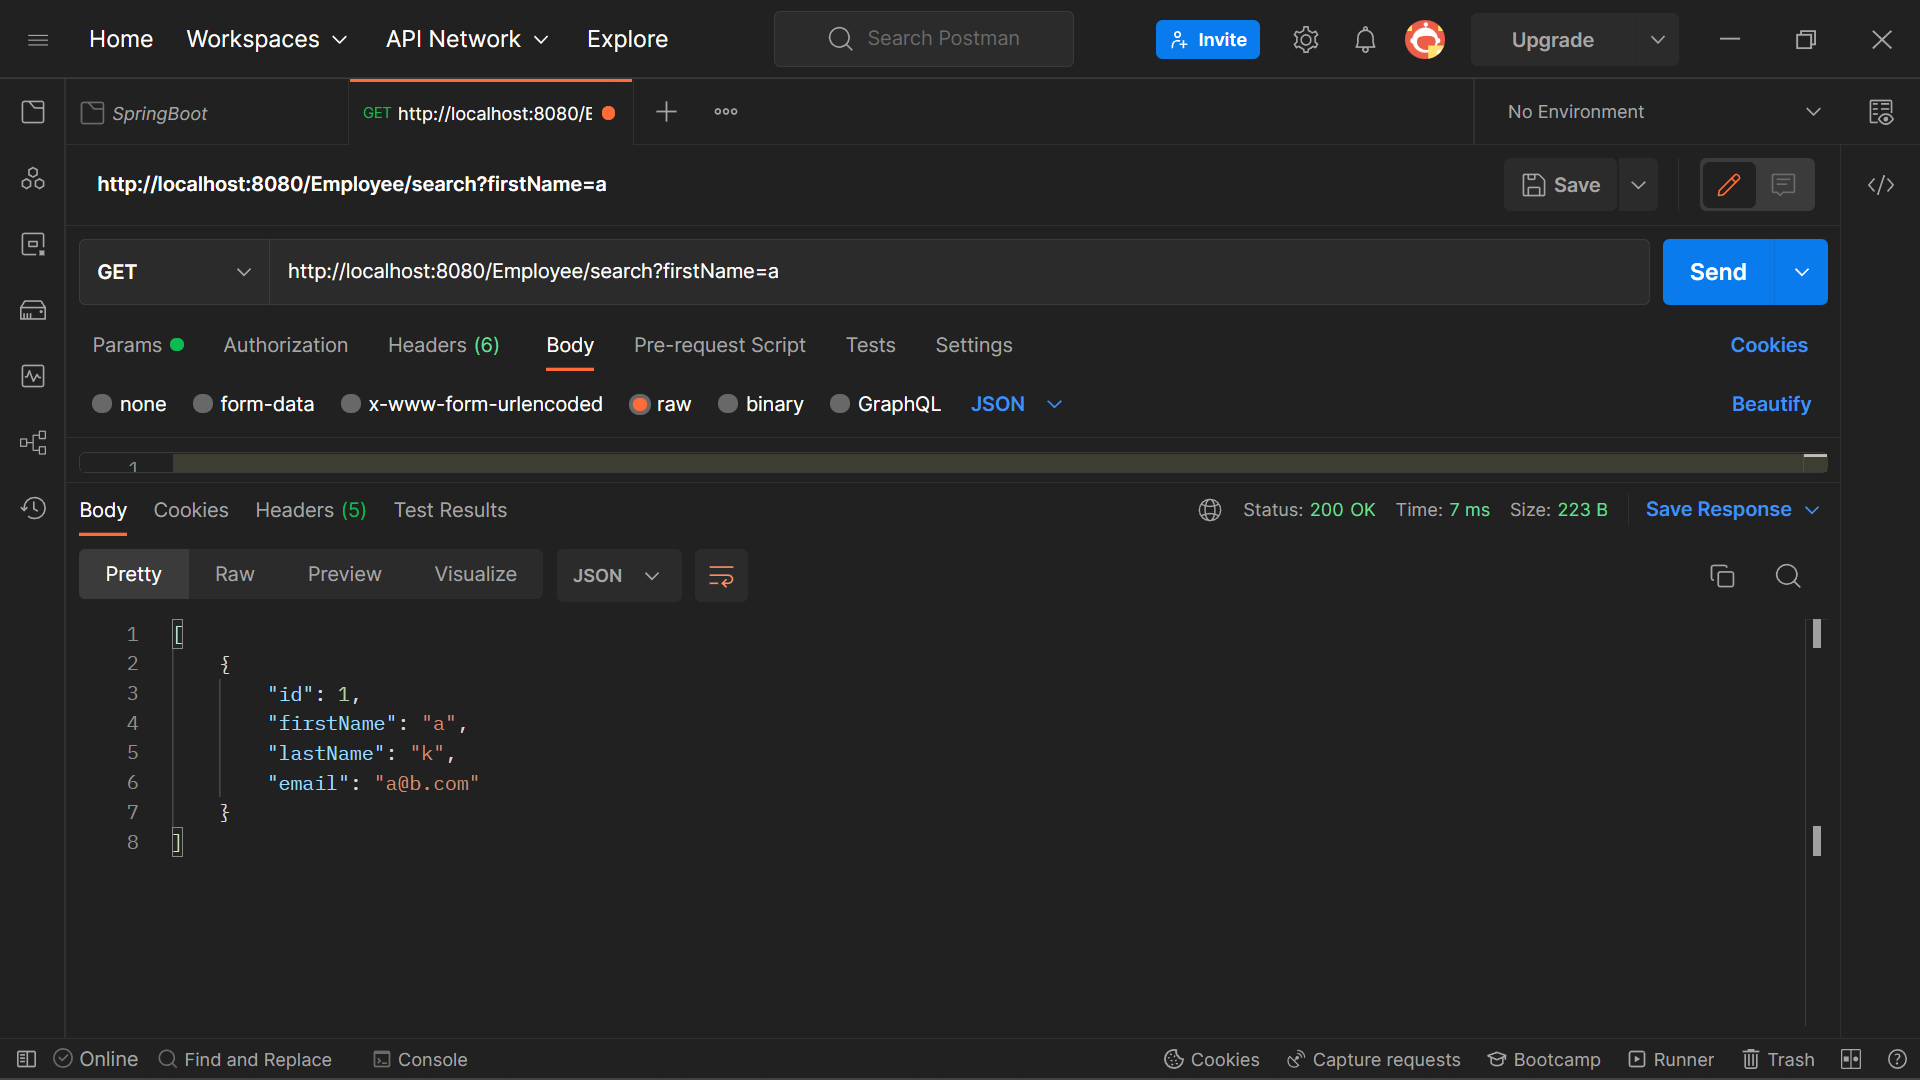 Home Workspaces API Network Explore Search Postman Invite Upgrade
SpringBoot GET http://localhost:8080/E No Environment
http://localhost:8080/Employee/search?firstName=a Save
GET http://localhost:8080/Employee/search?firstName=a Send
Params Authorization Headers (6) Body Pre-request Script Tests Settings Cookies
none form-data x-www-form-urlencoded raw binary GraphQL JSON Beautify
1
Body Cookies Headers (5) Test Results Status: 200 OK Time: 7 ms Size: 223 B Save Response
Pretty Raw Preview Visualize JSON
1 [
2 {
3 "id": 1,
4 "firstName": "a",
5 "lastName": "k",
6 "email": "a@b.com"
7 }
8 ]
Online Find and Replace Console Cookies Capture requests Bootcamp Runner Trash